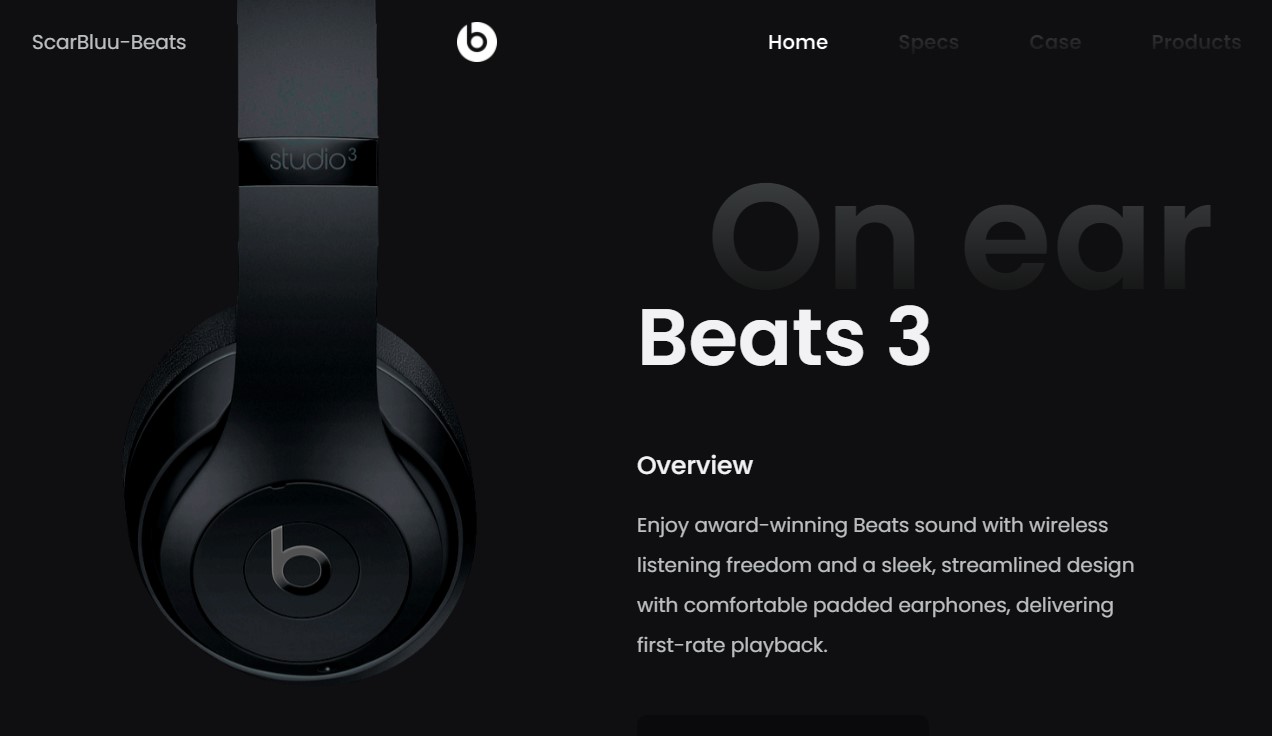 ScarBluu-Beats
b
Home
Specs
Case
Products
studio³
On ear
Beats 3
Overview
Enjoy award-winning Beats sound with wireless
listening freedom and a sleek, streamlined design
with comfortable padded earphones, delivering
first-rate playback.
b